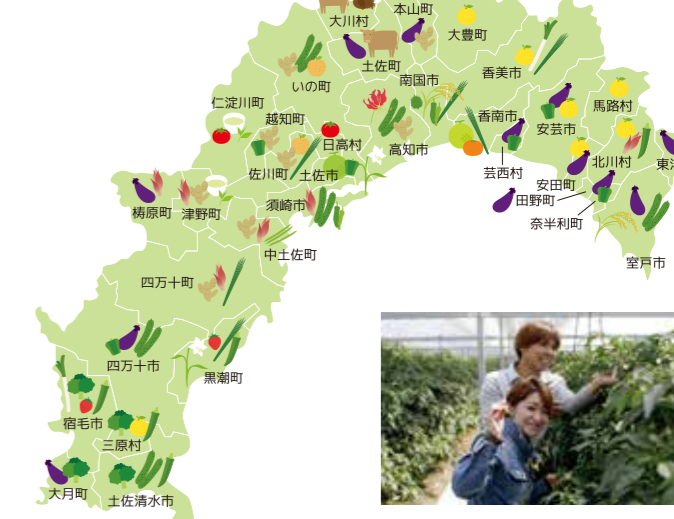 本山町
大川村
大豊町
土佐町
香美市
南国市
いの町
仁淀川町
馬路村
越知町
香南市
安芸市
日高村
高知市
佐川町
土佐市
北川村
芸西村
安田町
田野町
須崎市
梼原町
津野町
奈半利町
中土佐町
室戸市
四万十町
四万十市
黒潮町
宿毛市
三原村
大月町
土佐清水市